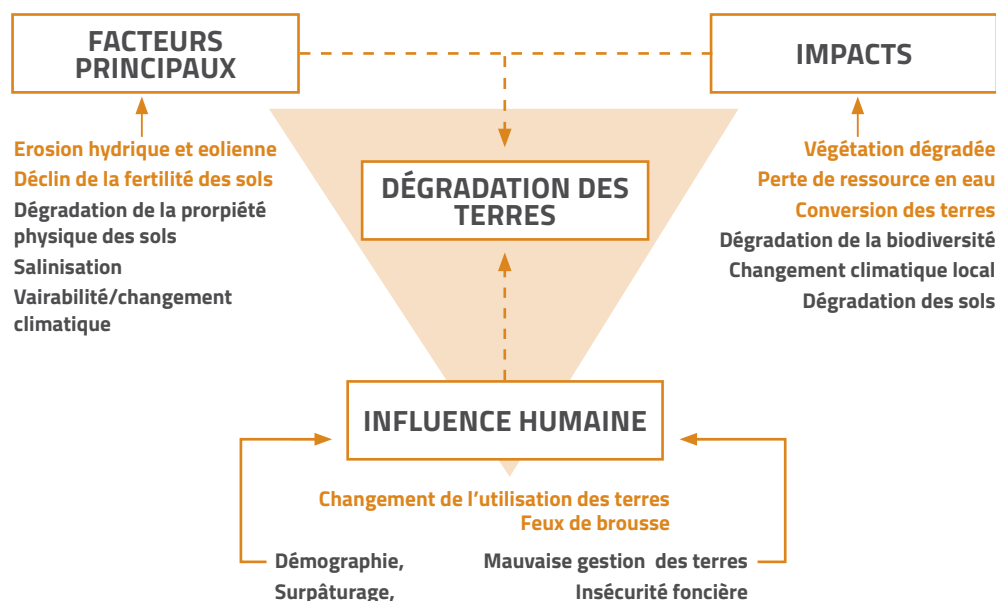 FACTEURS
PRINCIPAUX
IMPACTS
Erosion hydrique et eolienne
Déclin de la fertilité des sols
Dégradation de la prorpiété
physique des sols
Salinisation
Vairabilité/changement
climatique
DÉGRADATION DES
TERRES
Végétation dégradée
Perte de ressource en eau
Conversion des terres
Dégradation de la biodiversité
Changement climatique local
Dégradation des sols
INFLUENCE HUMAINE
Changement de l'utilisation des terres
Feux de brousse
Démographie,
Surpâturage,
Mauvaise gestion des terres
Insécurité foncière